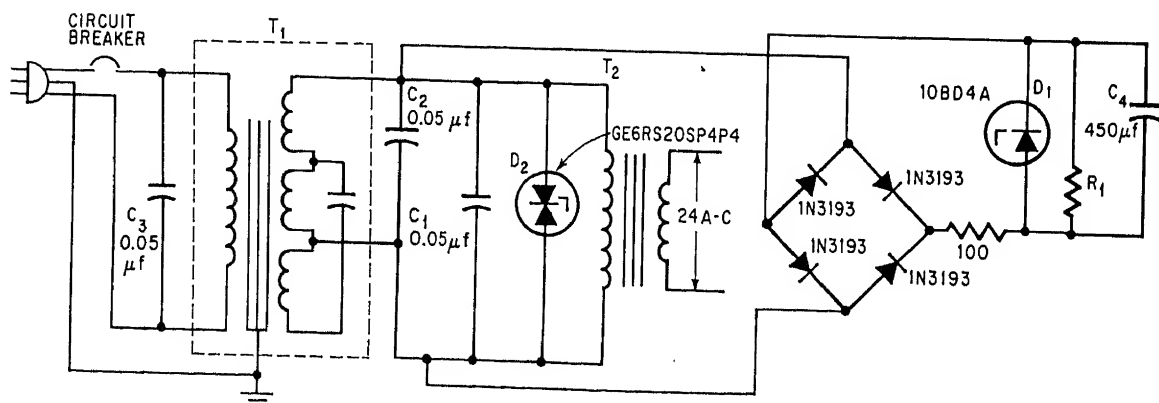 CIRCUIT
BREAKER
T1
C3
0.05
μf
C2
0.05 μf
C1
0.05 μf
D2
GE6RS20SP4P4
T2
24A-C
1N3193
1N3193
1N3193
1N3193
100
10BD4A
D1
R1
C4
450μf